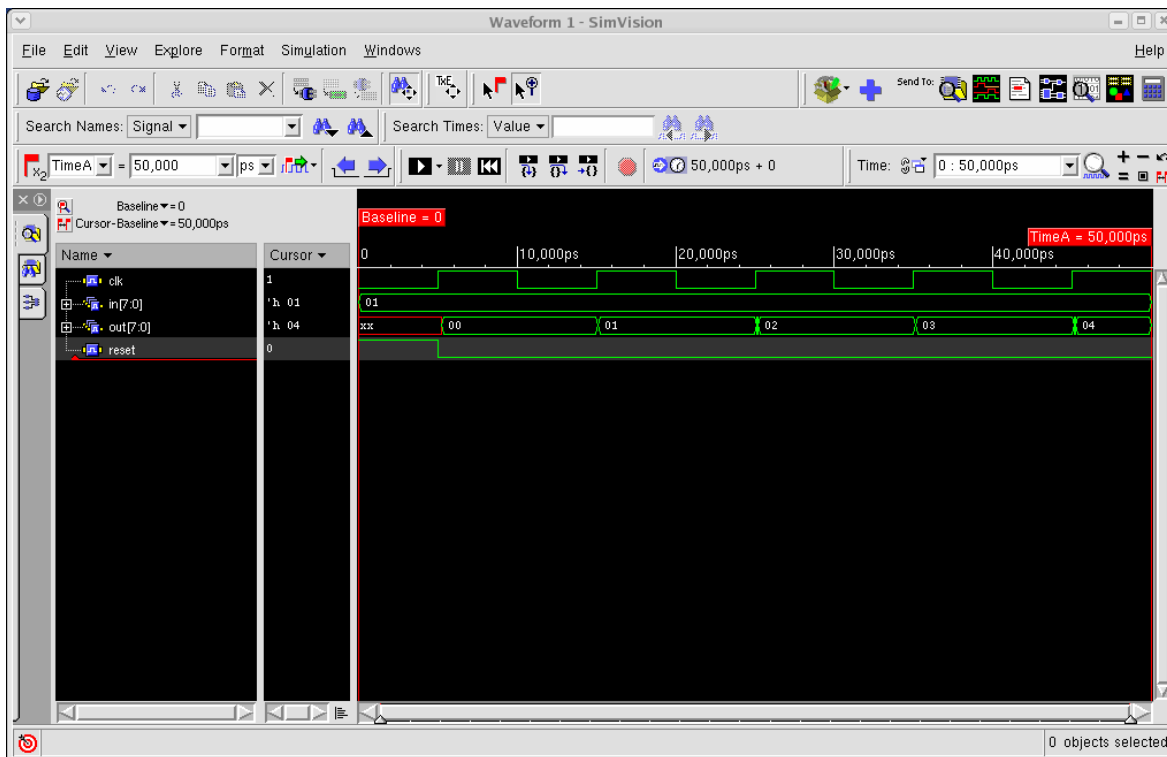 Waveform 1 - SimVision
File Edit View Explore Format Simulation Windows Help
TxE
Send To:
Search Names: Signal Search Times: Value
x2 TimeA = 50,000 ps 50,000ps + 0 Time: 0 : 50,000ps
Baseline = 0
Cursor-Baseline = 50,000ps
Baseline = 0
TimeA = 50,000ps
Name Cursor 0 10,000ps 20,000ps 30,000ps 40,000ps
clk 1
in[7:0] 'h 01 01
out[7:0] 'h 04 xx 00 01 02 03 04
reset 0
0 objects selected